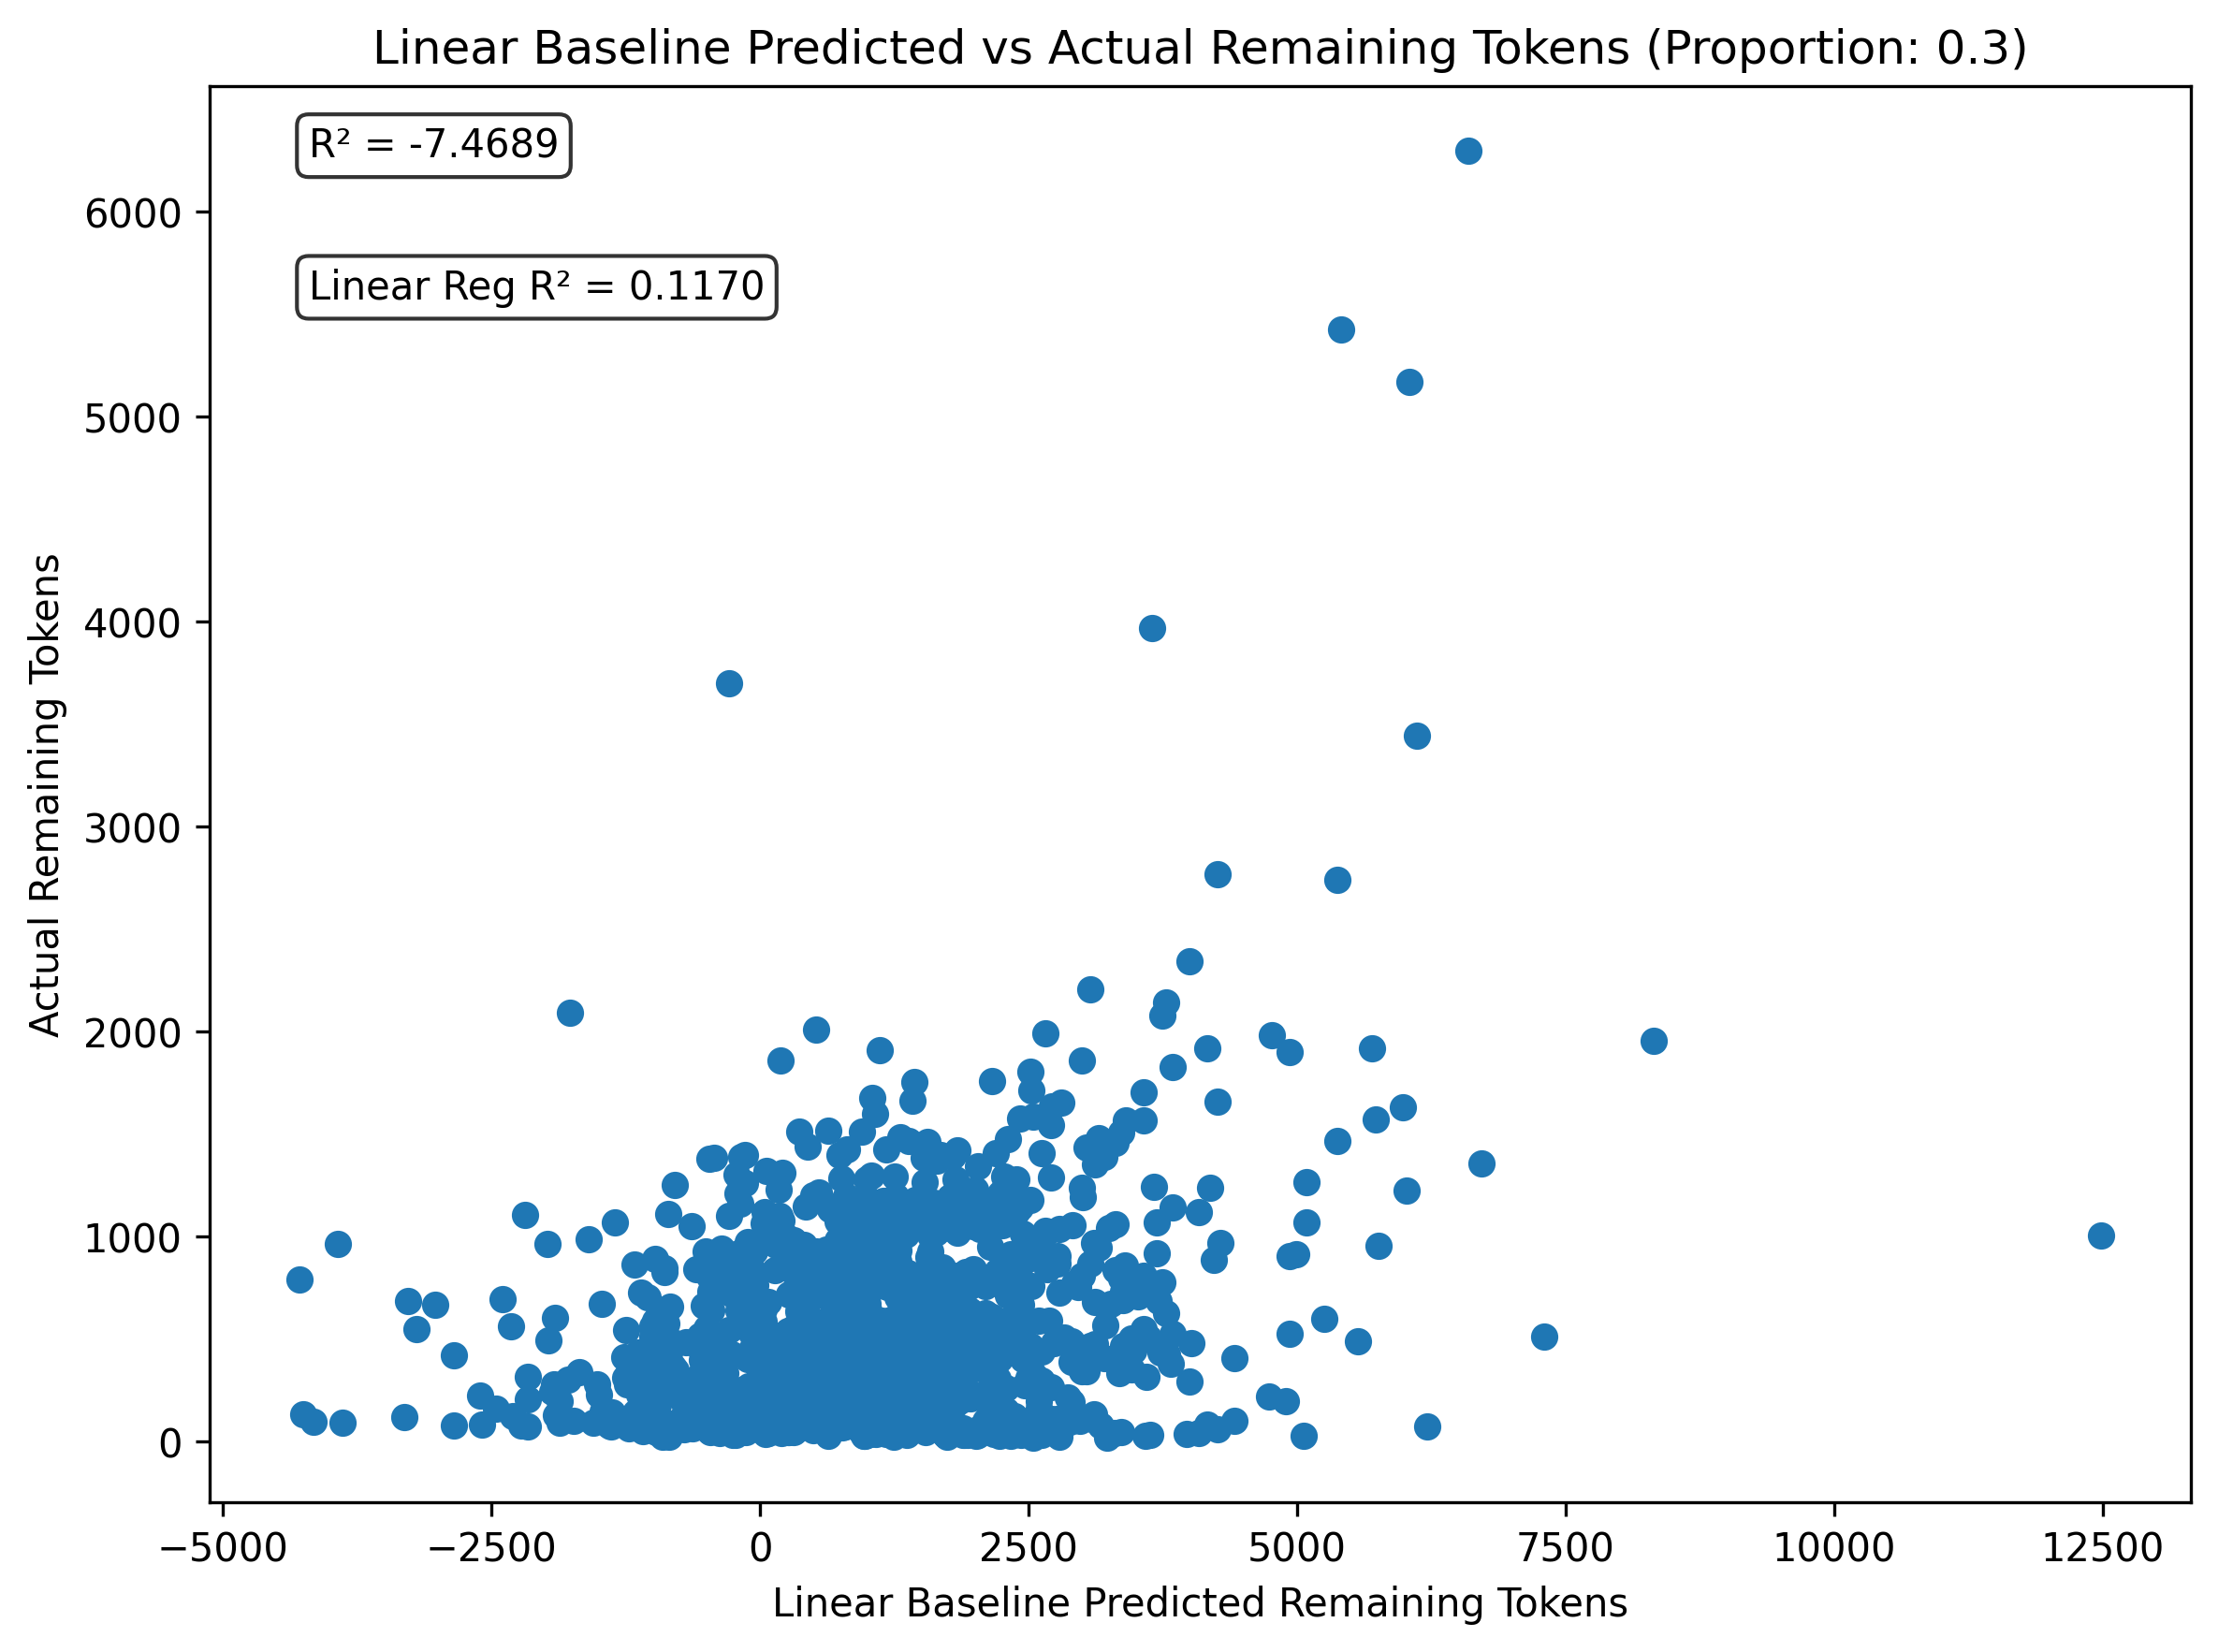 Linear Baseline Predicted vs Actual Remaining Tokens (Proportion: 0.3)
R² = -7.4689
Linear Reg R² = 0.1170
Actual Remaining Tokens
6000
5000
4000
3000
2000
1000
0
−5000 −2500 0 2500 5000 7500 10000 12500
Linear Baseline Predicted Remaining Tokens